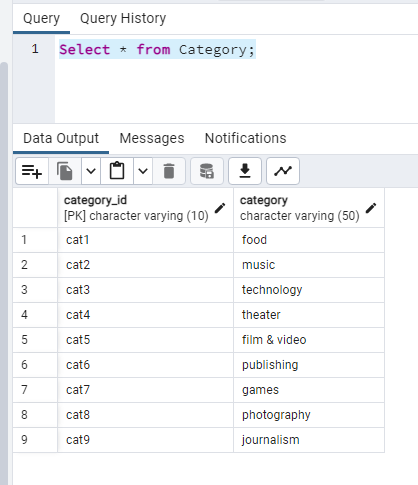 Query Query History
1 Select * from Category;
Data Output Messages Notifications
category_id category
[PK] character varying (10) character varying (50)
1 cat1 food
2 cat2 music
3 cat3 technology
4 cat4 theater
5 cat5 film & video
6 cat6 publishing
7 cat7 games
8 cat8 photography
9 cat9 journalism